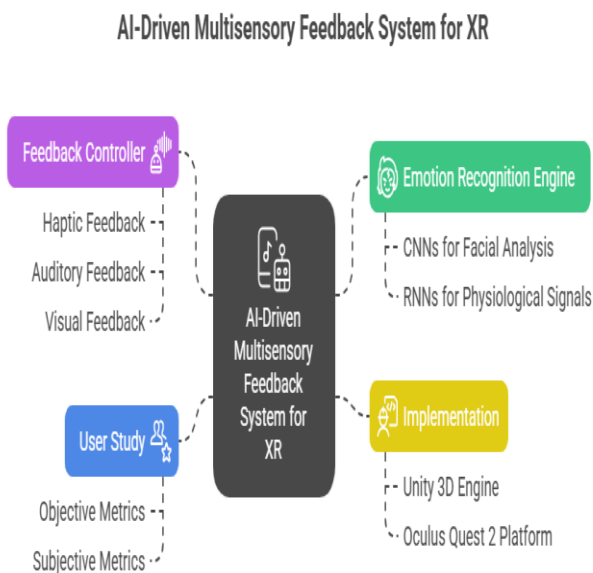 AI-Driven Multisensory Feedback System for XR
Feedback Controller
Haptic Feedback
Auditory Feedback
Visual Feedback
User Study
Objective Metrics
Subjective Metrics
AI-Driven
Multisensory
Feedback
System for
XR
Emotion Recognition Engine
CNNs for Facial Analysis
RNNs for Physiological Signals
Implementation
Unity 3D Engine
Oculus Quest 2 Platform